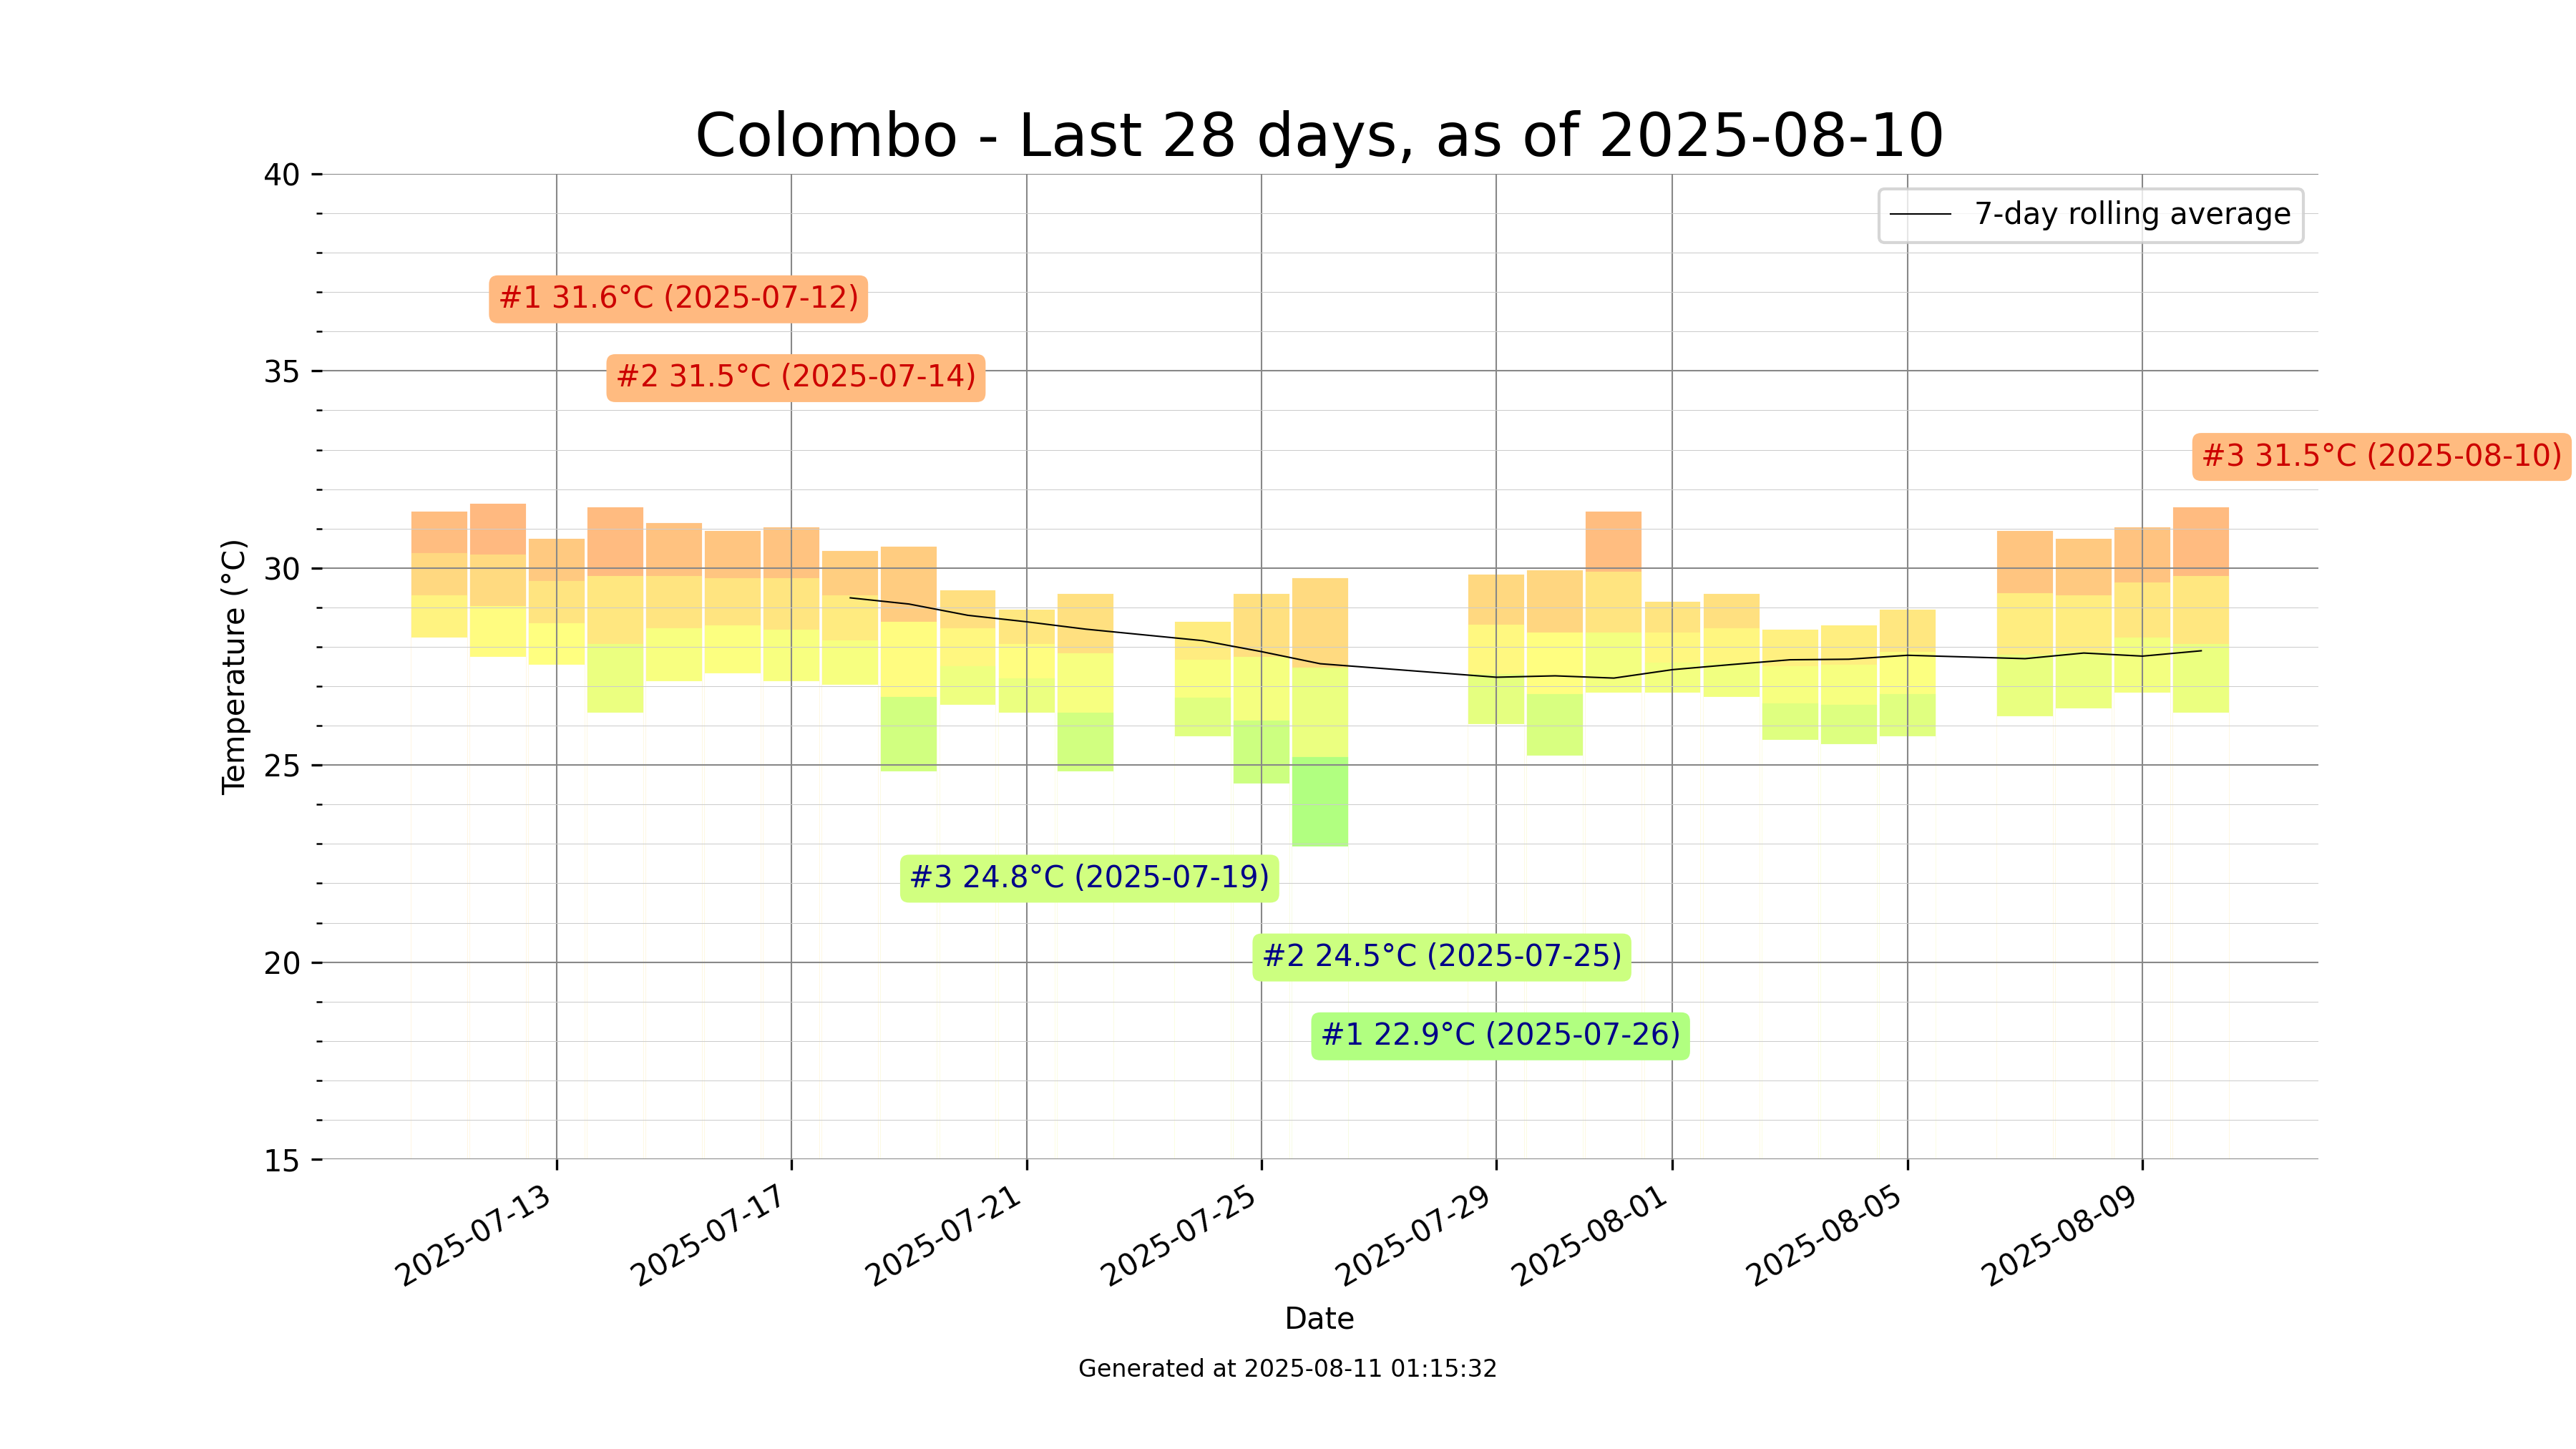 Colombo - Last 28 days, as of 2025-08-10
40
7-day rolling average
#1 31.6°C (2025-07-12)
35
#2 31.5°C (2025-07-14)
#3 31.5°C (2025-08-10)
30
Temperature (°C)
25
#3 24.8°C (2025-07-19)
#2 24.5°C (2025-07-25)
20
#1 22.9°C (2025-07-26)
15
2025-07-13
2025-07-17
2025-07-21
2025-07-25
2025-07-29
2025-08-01
2025-08-05
2025-08-09
Date
Generated at 2025-08-11 01:15:32